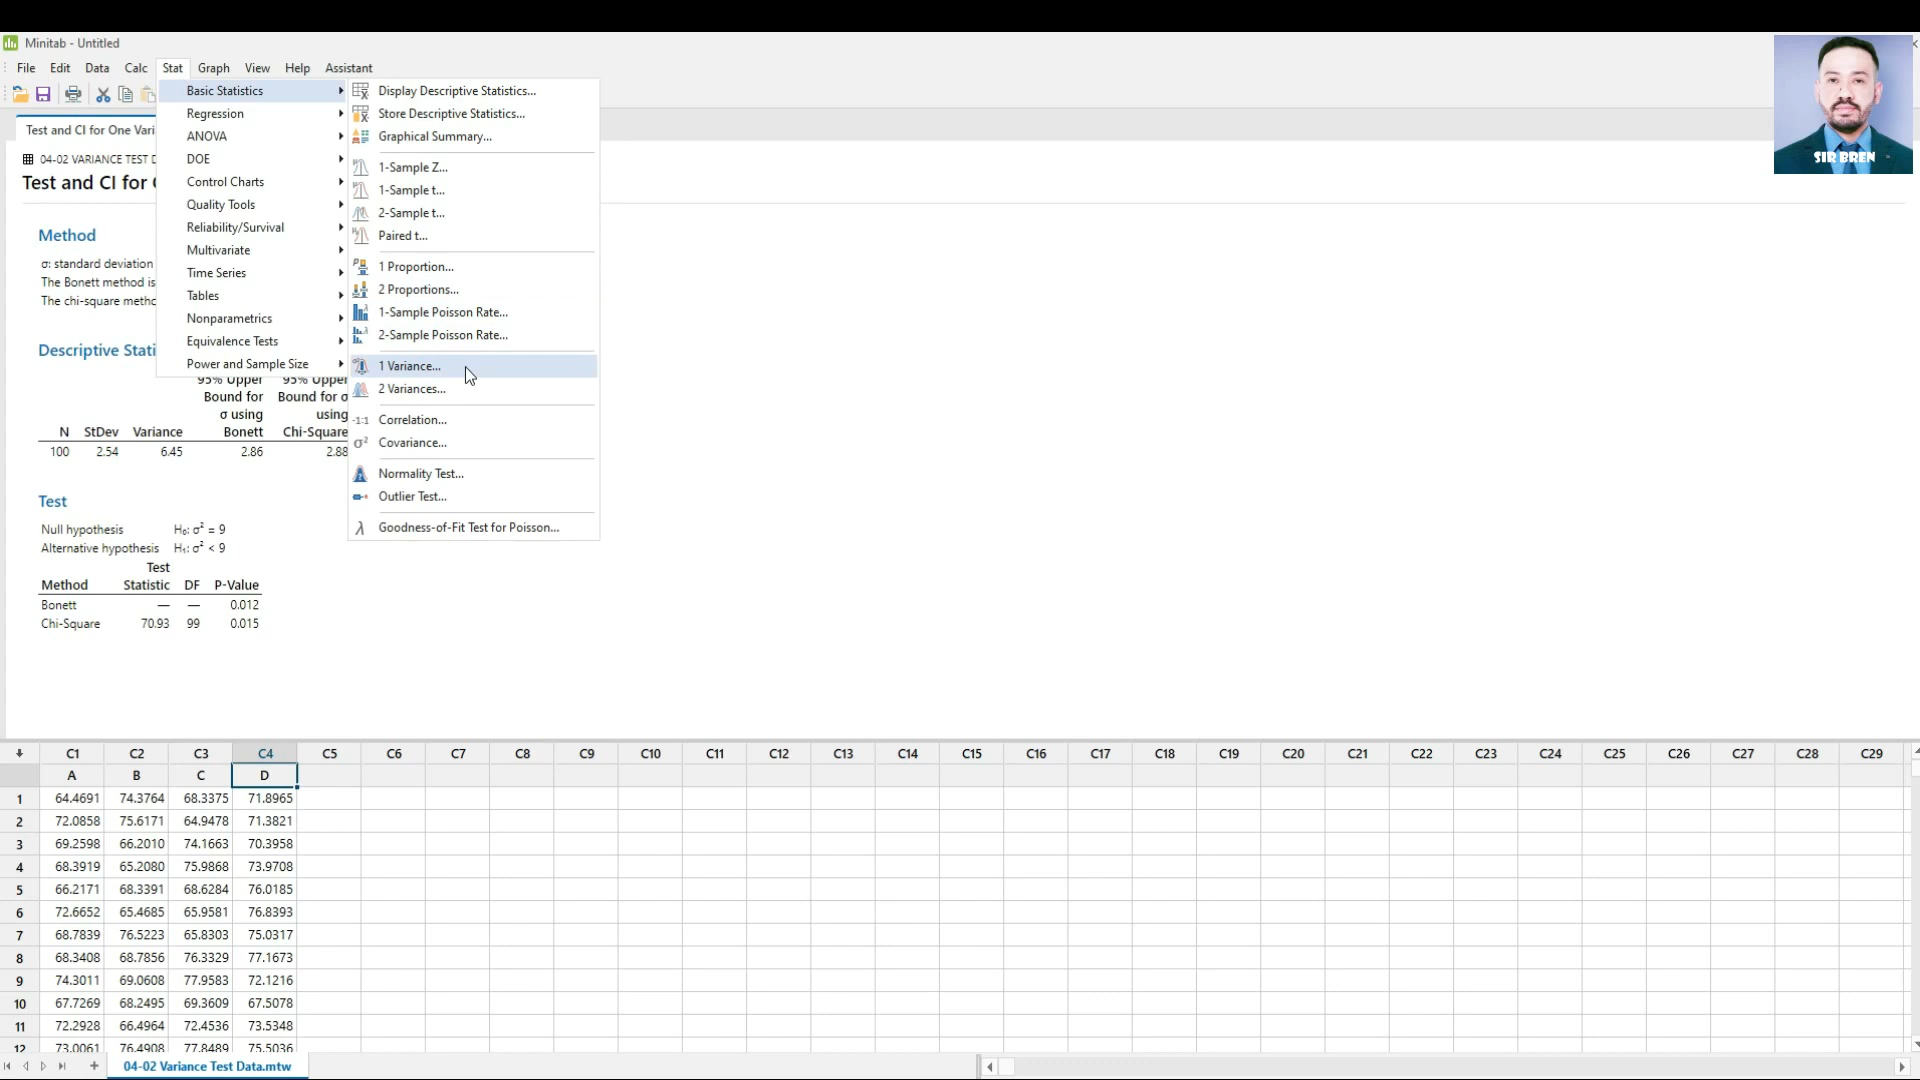 Minitab - Untitled
File Edit Data Calc Stat Graph View Help Assistant
SIR BREN
Basic Statistics
Regression
ANOVA
DOE
Control Charts
Quality Tools
Reliability/Survival
Multivariate
Time Series
Tables
Nonparametrics
Equivalence Tests
Power and Sample Size
Display Descriptive Statistics...
Store Descriptive Statistics...
Graphical Summary...
1-Sample Z...
1-Sample t...
2-Sample t...
Paired t...
1 Proportion...
2 Proportions...
1-Sample Poisson Rate...
2-Sample Poisson Rate...
1 Variance...
2 Variances...
-1:1 Correlation...
σ² Covariance...
Normality Test...
Outlier Test...
λ Goodness-of-Fit Test for Poisson...
Test and CI for One Vari
04-02 VARIANCE TEST D
Test and CI for
Method
σ: standard deviation
The Bonett method is
The chi-square metho
Descriptive Stati
95% Upper 95% Upper
Bound for Bound for σ
σ using using
N StDev Variance Bonett Chi-Square
100 2.54 6.45 2.86 2.88
Test
Null hypothesis H₀: σ² = 9
Alternative hypothesis H₁: σ² < 9
Test
Method Statistic DF P-Value
Bonett — — 0.012
Chi-Square 70.93 99 0.015
C1 C2 C3 C4 C5 C6 C7 C8 C9 C10 C11 C12 C13 C14 C15 C16 C17 C18 C19 C20 C21 C22 C23 C24 C25 C26 C27 C28 C29
A B C D
1 64.4691 74.3764 68.3375 71.8965
2 72.0858 75.6171 64.9478 71.3821
3 69.2598 66.2010 74.1663 70.3958
4 68.3919 65.2080 75.9868 73.9708
5 66.2171 68.3391 68.6284 76.0185
6 72.6652 65.4685 65.9581 76.8393
7 68.7839 76.5223 65.8303 75.0317
8 68.3408 68.7856 76.3329 77.1673
9 74.3011 69.0608 77.9583 72.1216
10 67.7269 68.2495 69.3609 67.5078
11 72.2928 66.4964 72.4536 73.5348
12 73.0061 76.4908 77.8489 75.5036
04-02 Variance Test Data.mtw